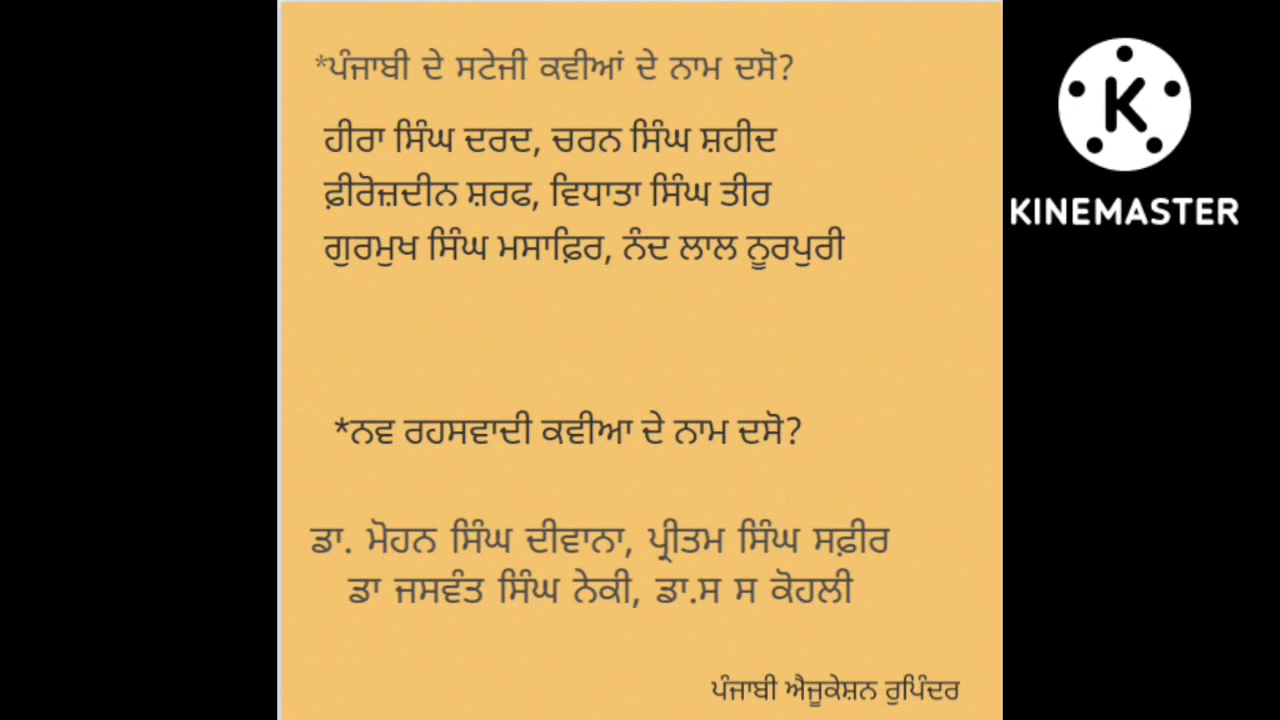 *ਪੰਜਾਬੀ ਦੇ ਸਟੇਜੀ ਕਵੀਆਂ ਦੇ ਨਾਮ ਦਸੋ?
ਹੀਰਾ ਸਿੰਘ ਦਰਦ, ਚਰਨ ਸਿੰਘ ਸ਼ਹੀਦ
ਫ਼ੀਰੋਜ਼ਦੀਨ ਸ਼ਰਫ, ਵਿਧਾਤਾ ਸਿੰਘ ਤੀਰ
ਗੁਰਮੁਖ ਸਿੰਘ ਮਸਾਫ਼ਿਰ, ਨੰਦ ਲਾਲ ਨੂਰਪੁਰੀ
*ਨਵ ਰਹਸਵਾਦੀ ਕਵੀਆ ਦੇ ਨਾਮ ਦਸੋ?
ਡਾ. ਮੋਹਨ ਸਿੰਘ ਦੀਵਾਨਾ, ਪ੍ਰੀਤਮ ਸਿੰਘ ਸਫ਼ੀਰ
ਡਾ ਜਸਵੰਤ ਸਿੰਘ ਨੇਕੀ, ਡਾ.ਸ ਸ ਕੋਹਲੀ
ਪੰਜਾਬੀ ਐਜੂਕੇਸ਼ਨ ਰੁਪਿੰਦਰ
K
KINEMASTER